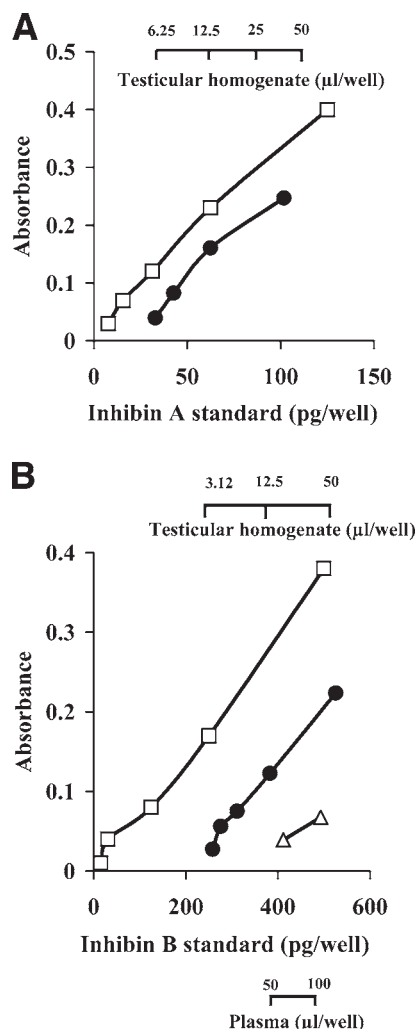 A
6.25 12.5 25 50
Testicular homogenate (µl/well)
0.5
0.4
0.3
0.2
0.1
0
Absorbance
0 50 100 150
Inhibin A standard (pg/well)
B
3.12 12.5 50
Testicular homogenate (µl/well)
0.4
0.3
0.2
0.1
0
Absorbance
0 200 400 600
Inhibin B standard (pg/well)
50 100
Plasma (µl/well)